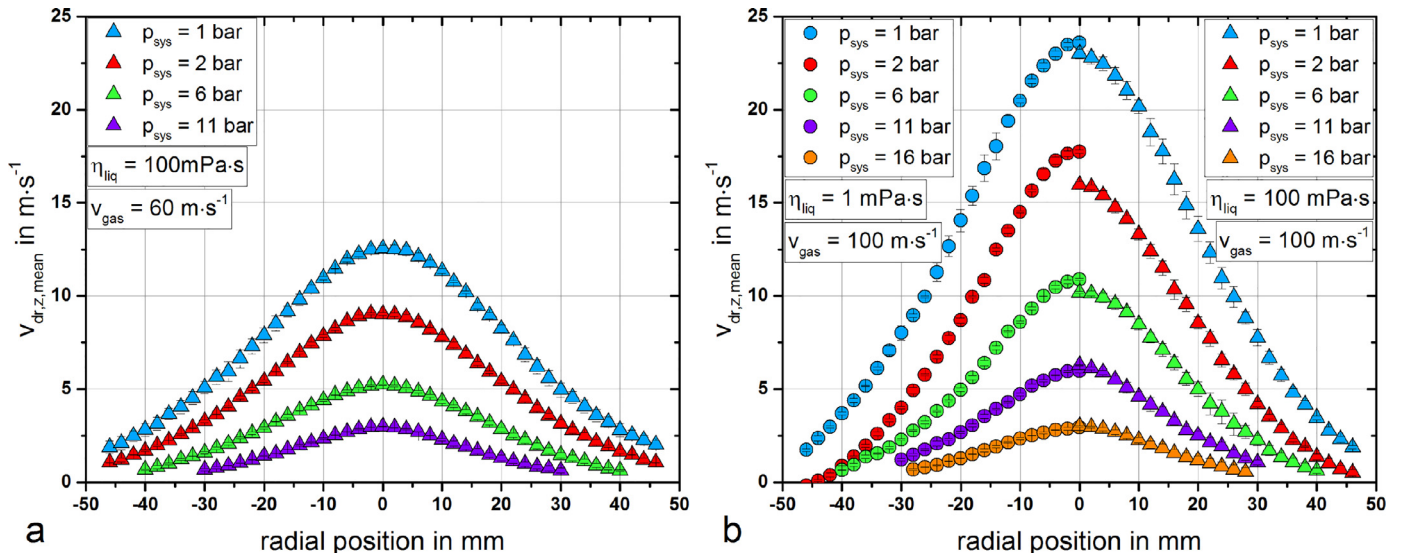 v_dr,z,mean in m·s⁻¹
25
20
15
10
5
0
p_sys = 1 bar
p_sys = 2 bar
p_sys = 6 bar
p_sys = 11 bar
η_liq = 100mPa·s
v_gas = 60 m·s⁻¹
-50 -40 -30 -20 -10 0 10 20 30 40 50
radial position in mm
a
v_dr,z,mean in m·s⁻¹
25
20
15
10
5
0
p_sys = 1 bar
p_sys = 2 bar
p_sys = 6 bar
p_sys = 11 bar
p_sys = 16 bar
η_liq = 1 mPa·s
v_gas = 100 m·s⁻¹
p_sys = 1 bar
p_sys = 2 bar
p_sys = 6 bar
p_sys = 11 bar
p_sys = 16 bar
η_liq = 100 mPa·s
v_gas = 100 m·s⁻¹
-50 -40 -30 -20 -10 0 10 20 30 40 50
radial position in mm
b